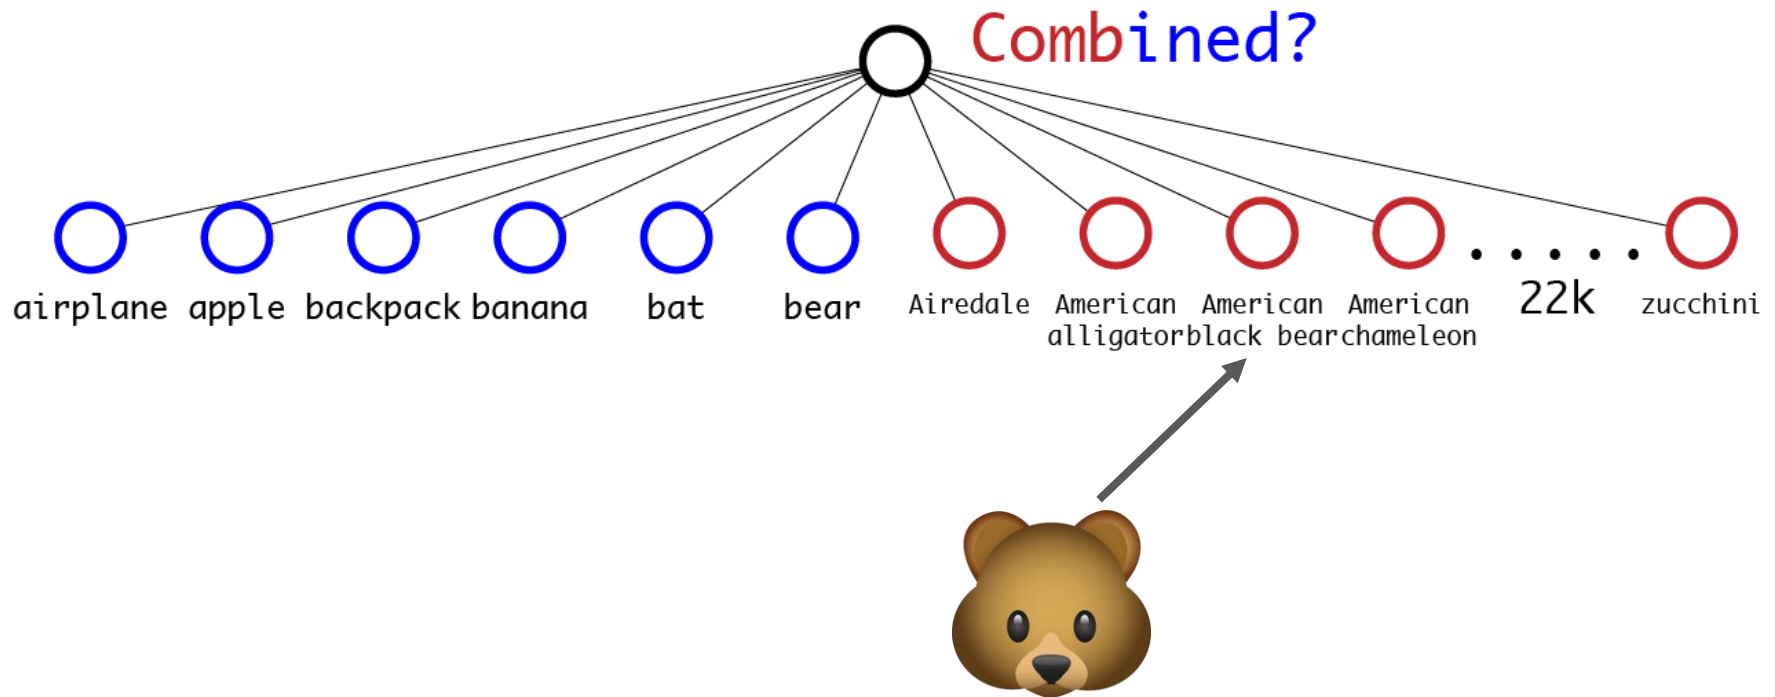 Combined?
airplane
apple
backpack
banana
bat
bear
Airedale
American
alligator
American
black bear
American
chameleon
22k
zucchini